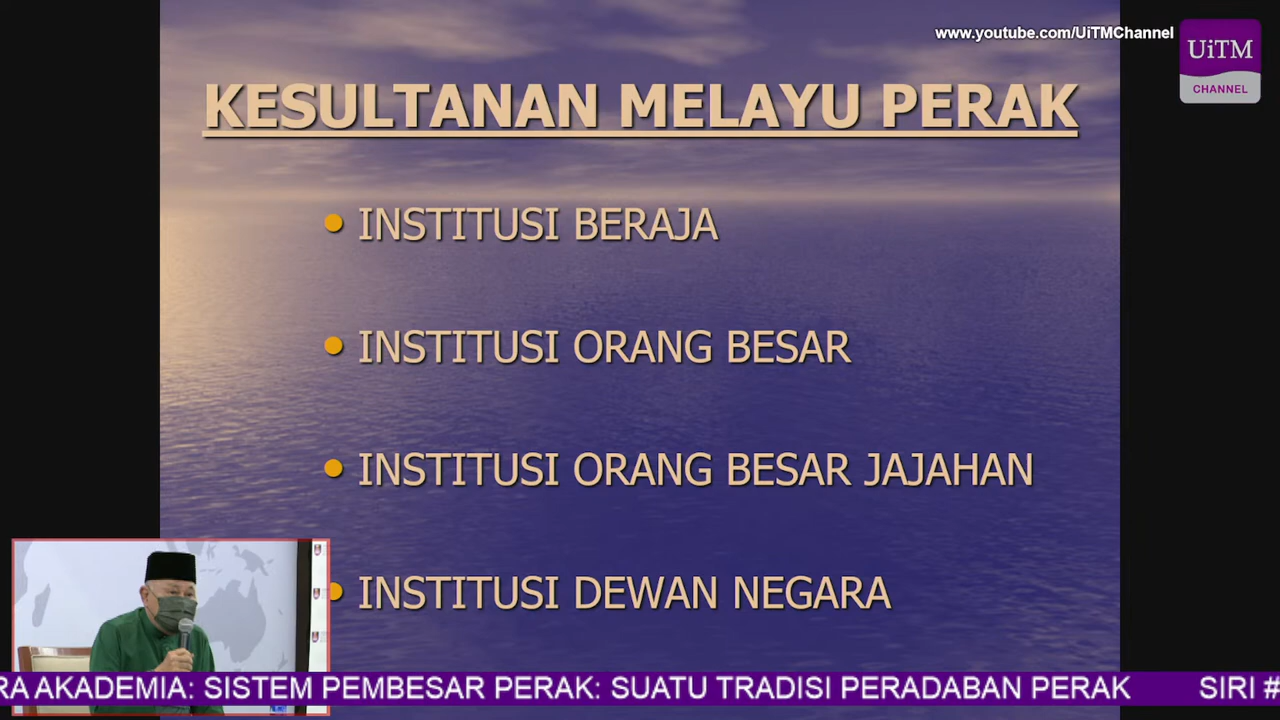 www.youtube.com/UiTMChannel
UiTM
CHANNEL
KESULTANAN MELAYU PERAK
INSTITUSI BERAJA
INSTITUSI ORANG BESAR
INSTITUSI ORANG BESAR JAJAHAN
INSTITUSI DEWAN NEGARA
RA AKADEMIA: SISTEM PEMBESAR PERAK: SUATU TRADISI PERADABAN PERAK SIRI #